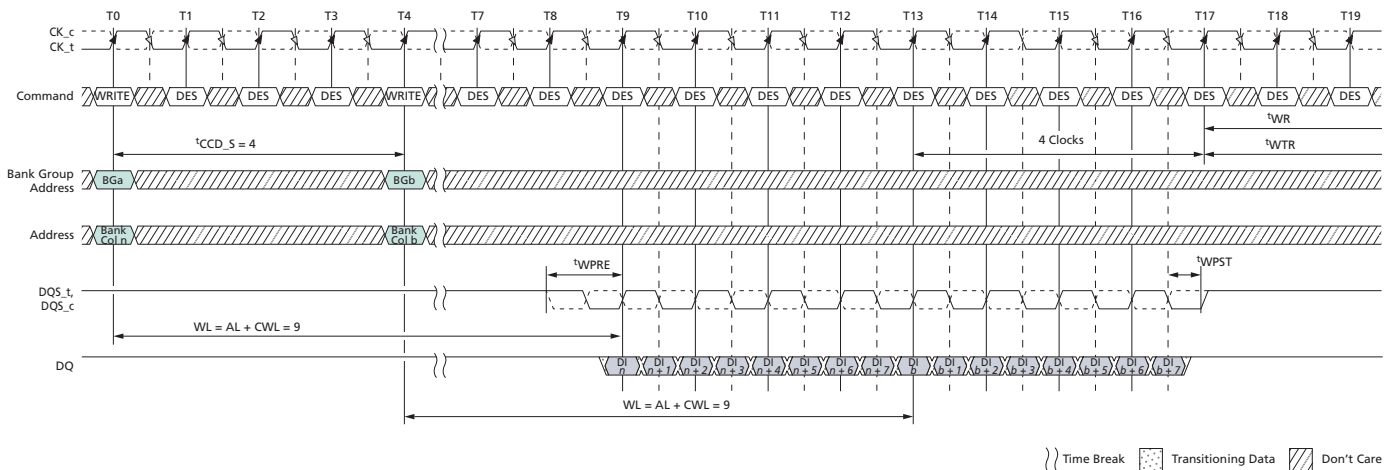 T0 T1 T2 T3 T4 T7 T8 T9 T10 T11 T12 T13 T14 T15 T16 T17 T18 T19
CK_c
CK_t
Command WRITE DES DES DES WRITE DES DES DES DES DES DES DES DES DES DES DES DES DES
tWR
tCCD_S = 4 4 Clocks tWTR
Bank Group
Address BGa BGb
Address Bank
Col n Bank
Col b
tWPRE tWPST
DQS_t,
DQS_c
WL = AL + CWL = 9
DQ DI
n DI
n + 1 DI
n + 2 DI
n + 3 DI
n + 4 DI
n + 5 DI
n + 6 DI
n + 7 DI
b DI
b + 1 DI
b + 2 DI
b + 3 DI
b + 4 DI
b + 5 DI
b + 6 DI
b + 7
WL = AL + CWL = 9
Time Break Transitioning Data Don't Care